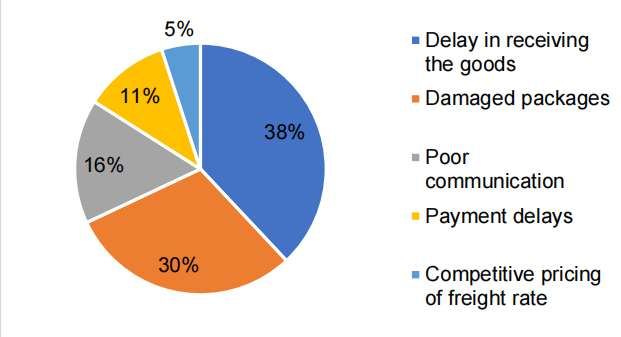 5%
11%
38%
16%
30%
Delay in receiving
the goods
Damaged packages
Poor
communication
Payment delays
Competitive pricing
of freight rate